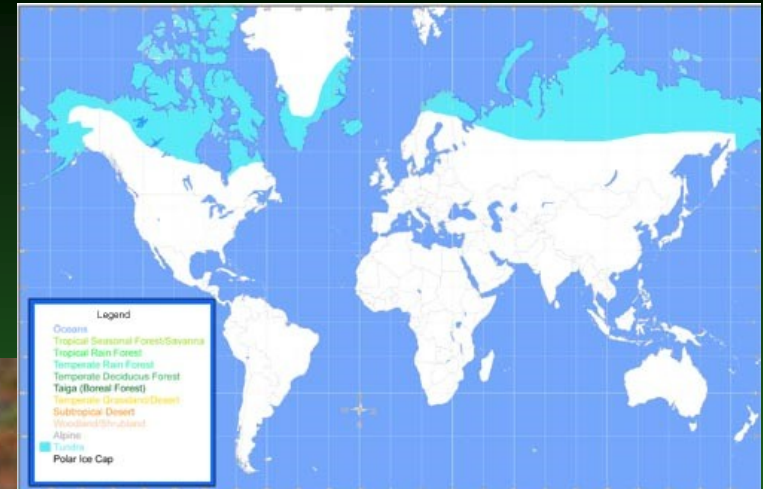 Legend
Oceans
Tropical Seasonal Forest/Savanna
Tropical Rain Forest
Temperate Rain Forest
Temperate Deciducus Forest
Taiga (Boreal Forest)
Temperate Grassland/Desert
Subtropical Desert
Woodland/Shrubland
Alpine
Tundra
Polar Ice Cap